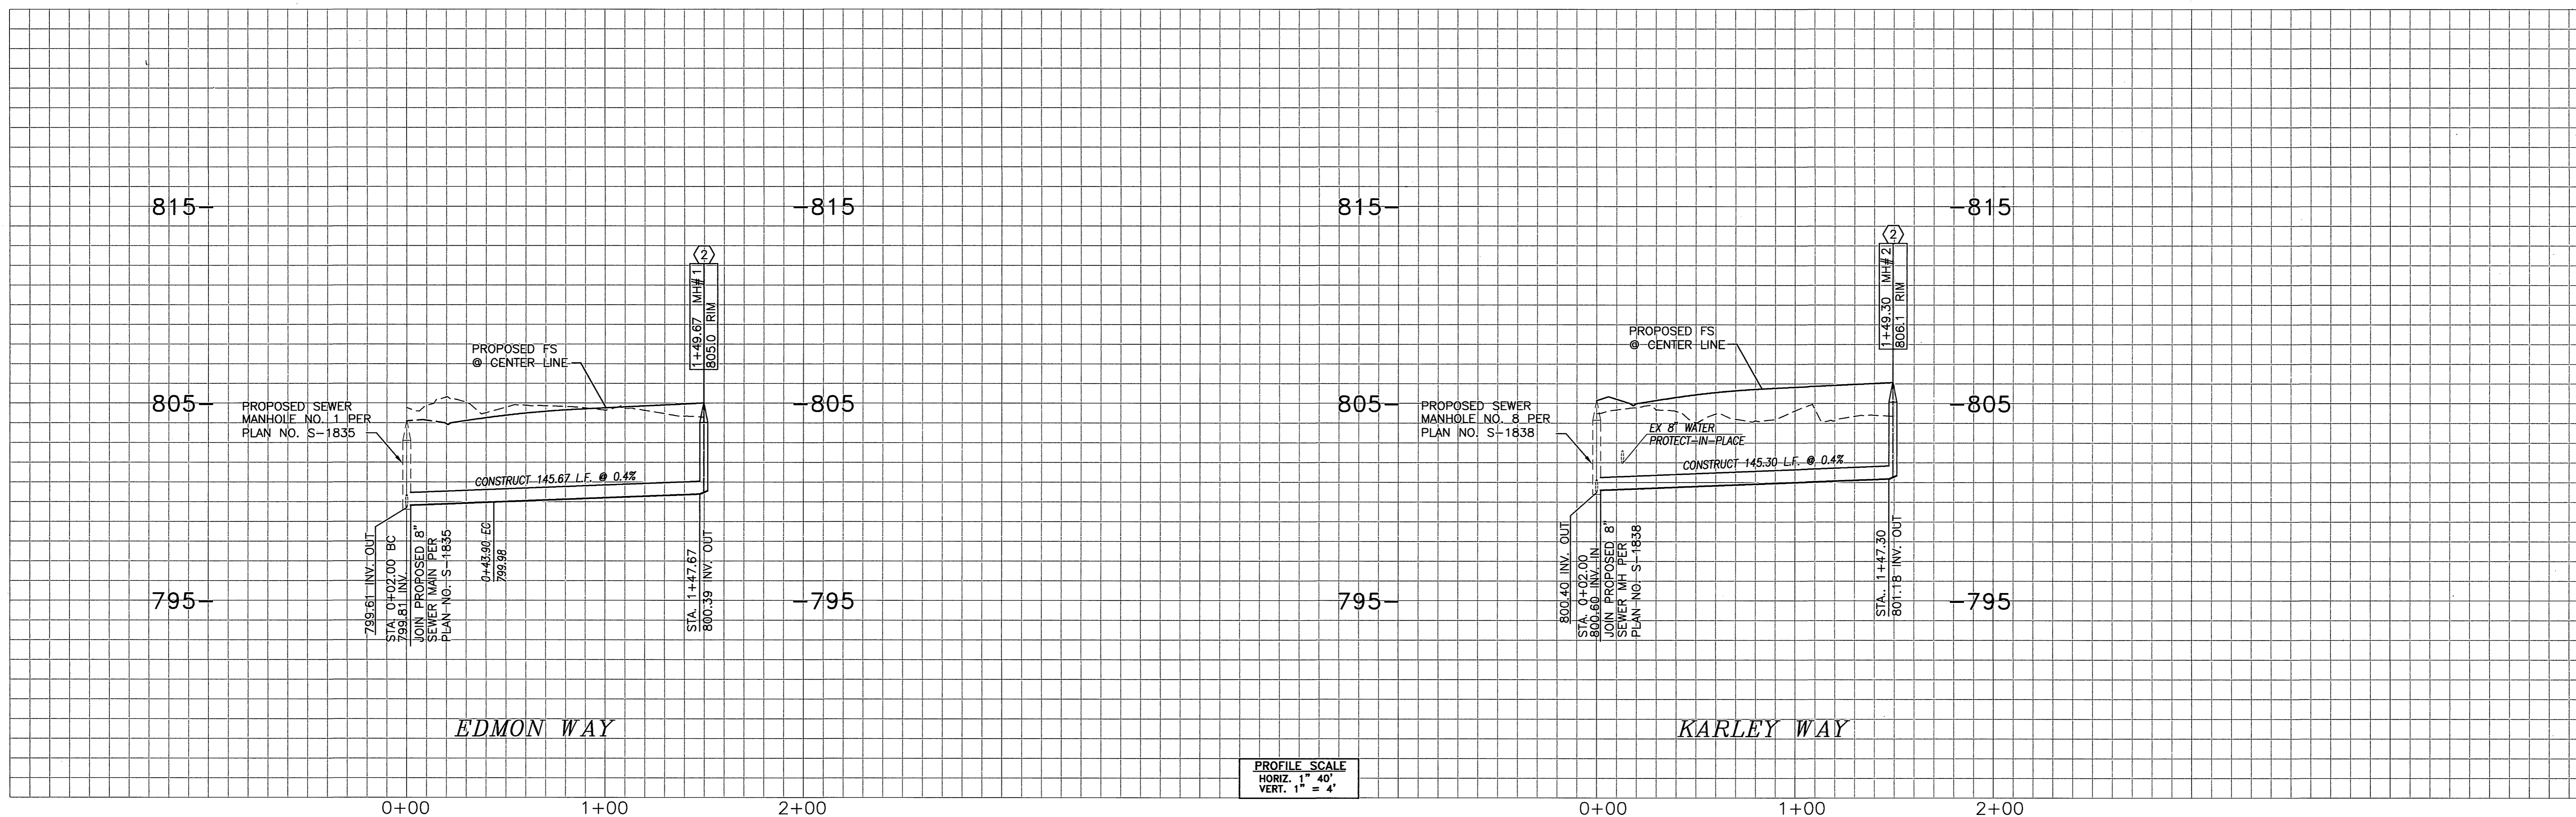 815
815
2
1+49.67 MH#1
805.0 RIM
PROPOSED FS
@ CENTER LINE
805
805
PROPOSED SEWER
MANHOLE NO. 1 PER
PLAN NO. S-1835
CONSTRUCT 145.67 L.F. @ 0.4%
799.61 INV. OUT
STA. 0+02.00 BC
799.81 INV.
JOIN PROPOSED 8"
SEWER MAIN PER
PLAN NO. S-1835
0+43.90 EC
799.98
STA. 1+47.67
800.39 INV. OUT
795
795
EDMON WAY
0+00
1+00
2+00
815
815
2
1+49.30 MH#2
806.1 RIM
PROPOSED FS
@ CENTER LINE
805
805
PROPOSED SEWER
MANHOLE NO. 8 PER
PLAN NO. S-1838
EX 8" WATER
PROTECT-IN-PLACE
CONSTRUCT 145.30 L.F. @ 0.4%
800.40 INV. OUT
STA. 0+02.00
800.60 INV. IN
JOIN PROPOSED 8"
SEWER MH PER
PLAN NO. S-1838
STA.. 1+47.30
801.18 INV. OUT
795
795
KARLEY WAY
PROFILE SCALE
HORIZ. 1" 40'
VERT. 1" = 4'
0+00
1+00
2+00